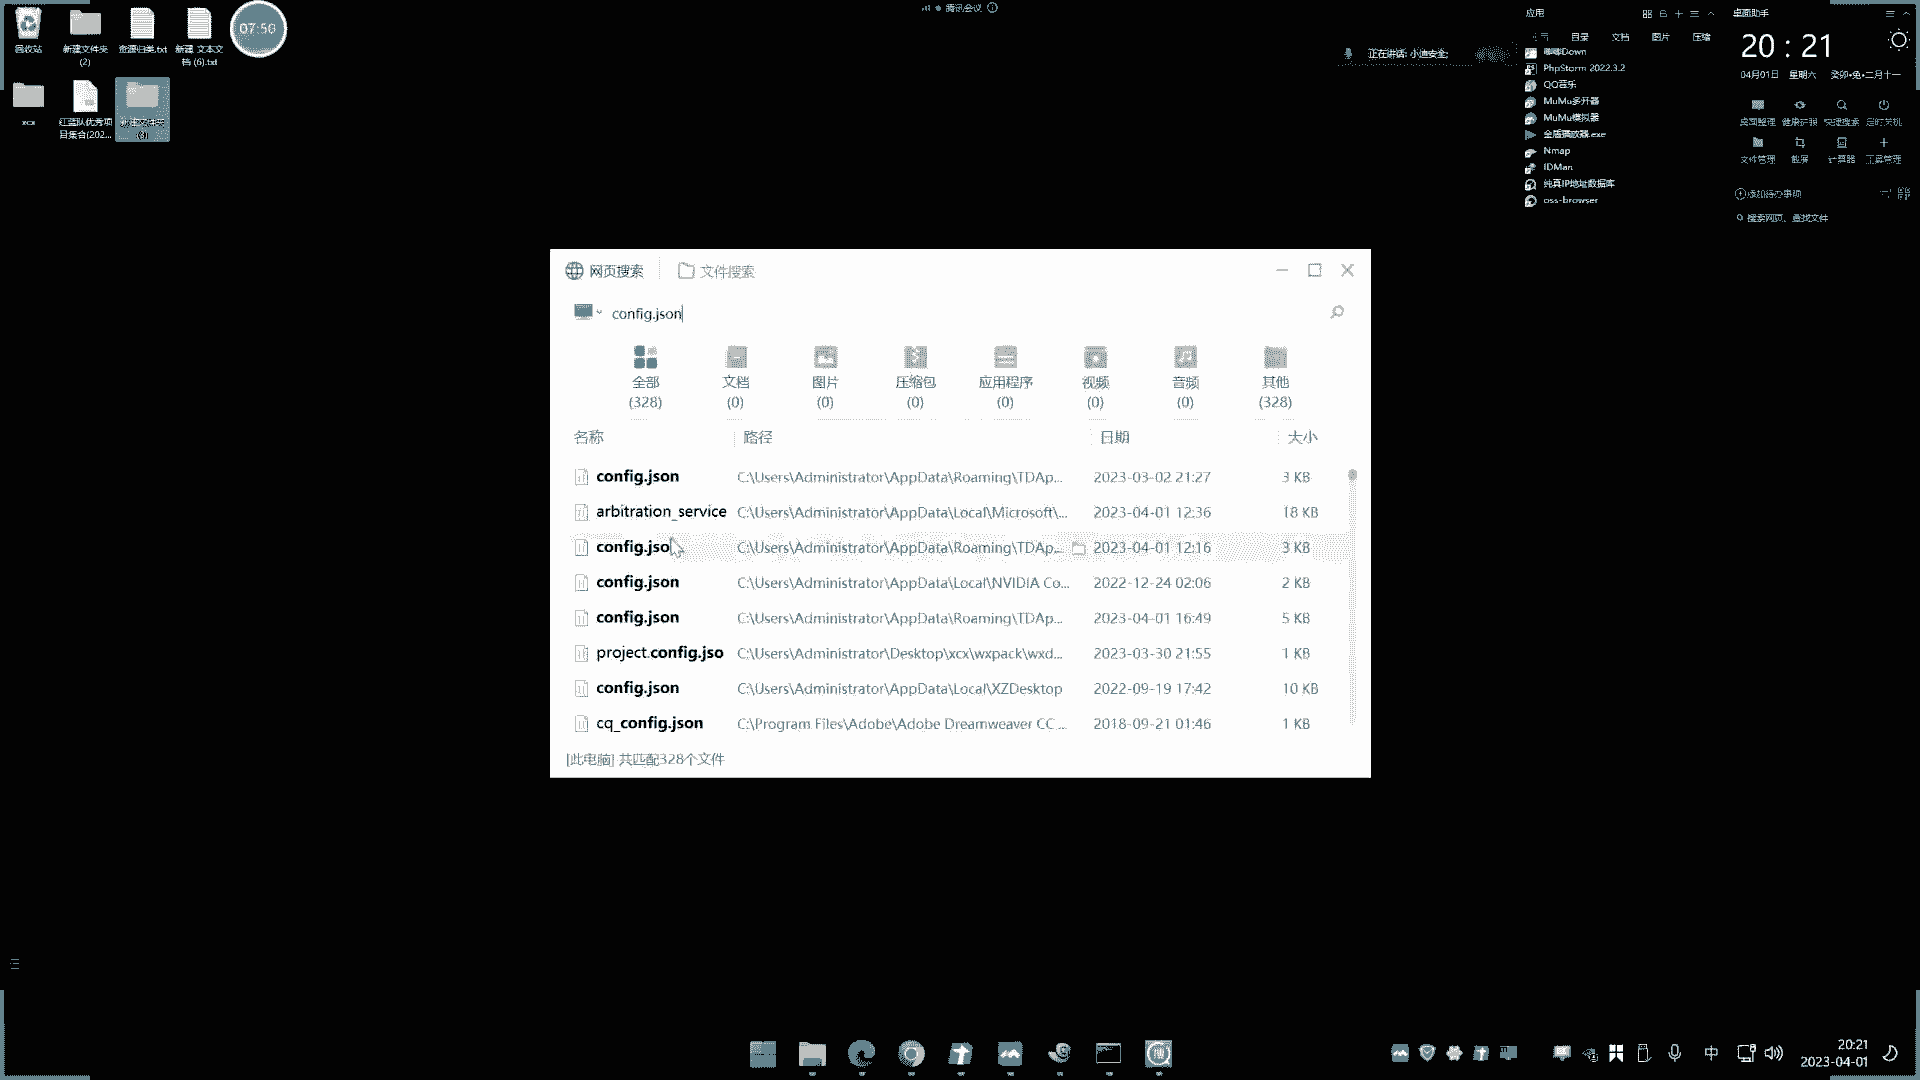 腾讯会议
07:50
回收站
新建文件夹
(2)
资源归类.txt
新建 文本文
档 (6).txt
xcx
红蓝队优秀项
目集合(202...
新建文件夹
(3)
正在讲话: 小迪安全;
应用
目录
文档
图片
压缩
PhpStorm 2022.3.2
QQ音乐
MuMu多开器
MuMu模拟器
Nmap
IDMan
纯真IP地址数据库
oss-browser
桌面助手
20 : 21
04月01日 星期六 癸卯•兔•二月十一
桌面整理 健康护眼 快速搜索 定时关机
文件管理 截屏 计算器 工具管理
添加待办事项
搜索网页、查找文件
网页搜索
文件搜索
config.json
全部
(328)
文档
(0)
图片
(0)
压缩包
(0)
应用程序
(0)
视频
(0)
音频
(0)
其他
(328)
名称 路径 日期 大小
config.json C:\Users\Administrator\AppData\Roaming\TDAp... 2023-03-02 21:27 3 KB
arbitration_service C:\Users\Administrator\AppData\Local\Microsoft\... 2023-04-01 12:36 18 KB
config.json C:\Users\Administrator\AppData\Roaming\TDAp... 2023-04-01 12:16 3 KB
config.json C:\Users\Administrator\AppData\Local\NVIDIA Co... 2022-12-24 02:06 2 KB
config.json C:\Users\Administrator\AppData\Roaming\TDAp... 2023-04-01 16:49 5 KB
project.config.jso C:\Users\Administrator\Desktop\xcx\wxpack\wxd... 2023-03-30 21:55 1 KB
config.json C:\Users\Administrator\AppData\Local\XZDesktop 2022-09-19 17:42 10 KB
cq_config.json C:\Program Files\Adobe\Adobe Dreamweaver CC ... 2018-09-21 01:46 1 KB
[此电脑] 共匹配328个文件
中
20:21
2023-04-01